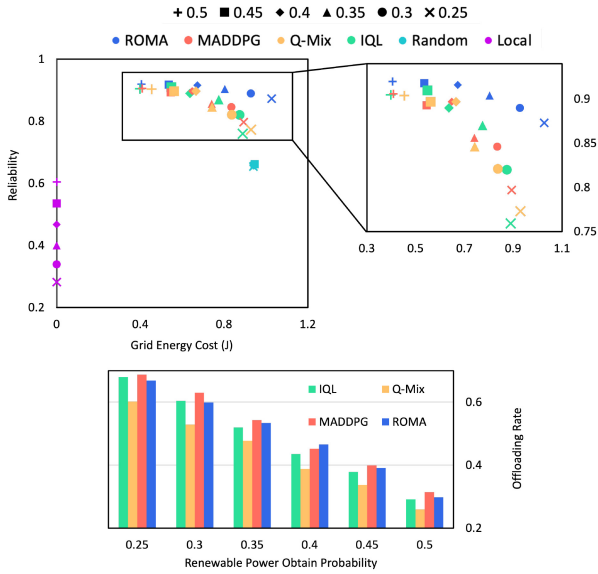 0.5 0.45 0.4 0.35 0.3 0.25
ROMA MADDPG Q-Mix IQL Random Local
1
0.8
0.6
0.4
0.2
Reliability
0 0.4 0.8 1.2
Grid Energy Cost (J)
0.9
0.85
0.8
0.75
0.3 0.5 0.7 0.9 1.1
IQL Q-Mix
MADDPG ROMA
0.6
0.4
0.2
Offloading Rate
0.25 0.3 0.35 0.4 0.45 0.5
Renewable Power Obtain Probability